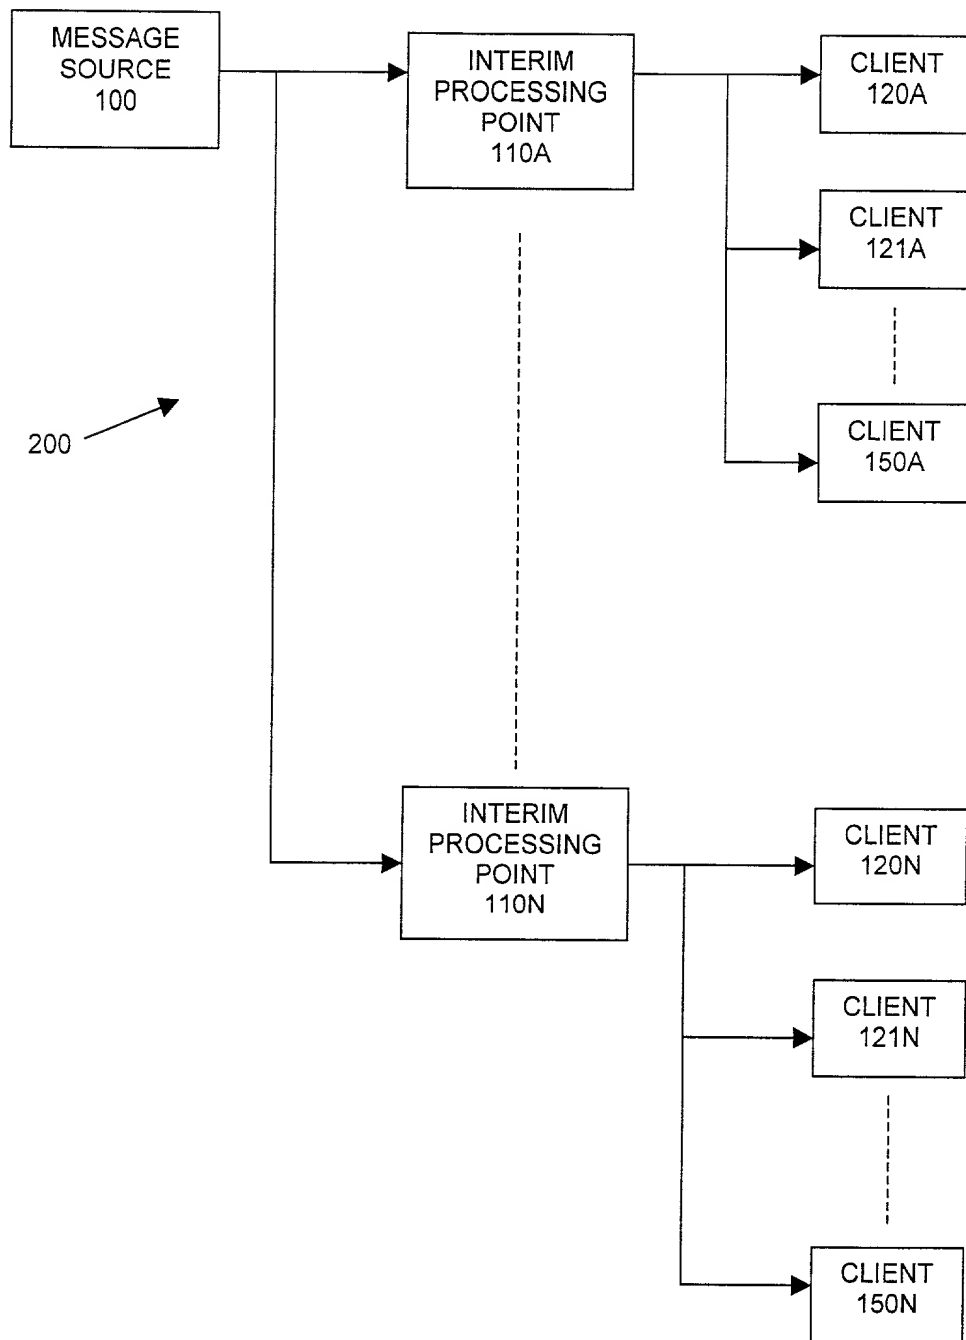 MESSAGE
SOURCE
100
INTERIM
PROCESSING
POINT
110A
CLIENT
120A
CLIENT
121A
CLIENT
150A
200
INTERIM
PROCESSING
POINT
110N
CLIENT
120N
CLIENT
121N
CLIENT
150N